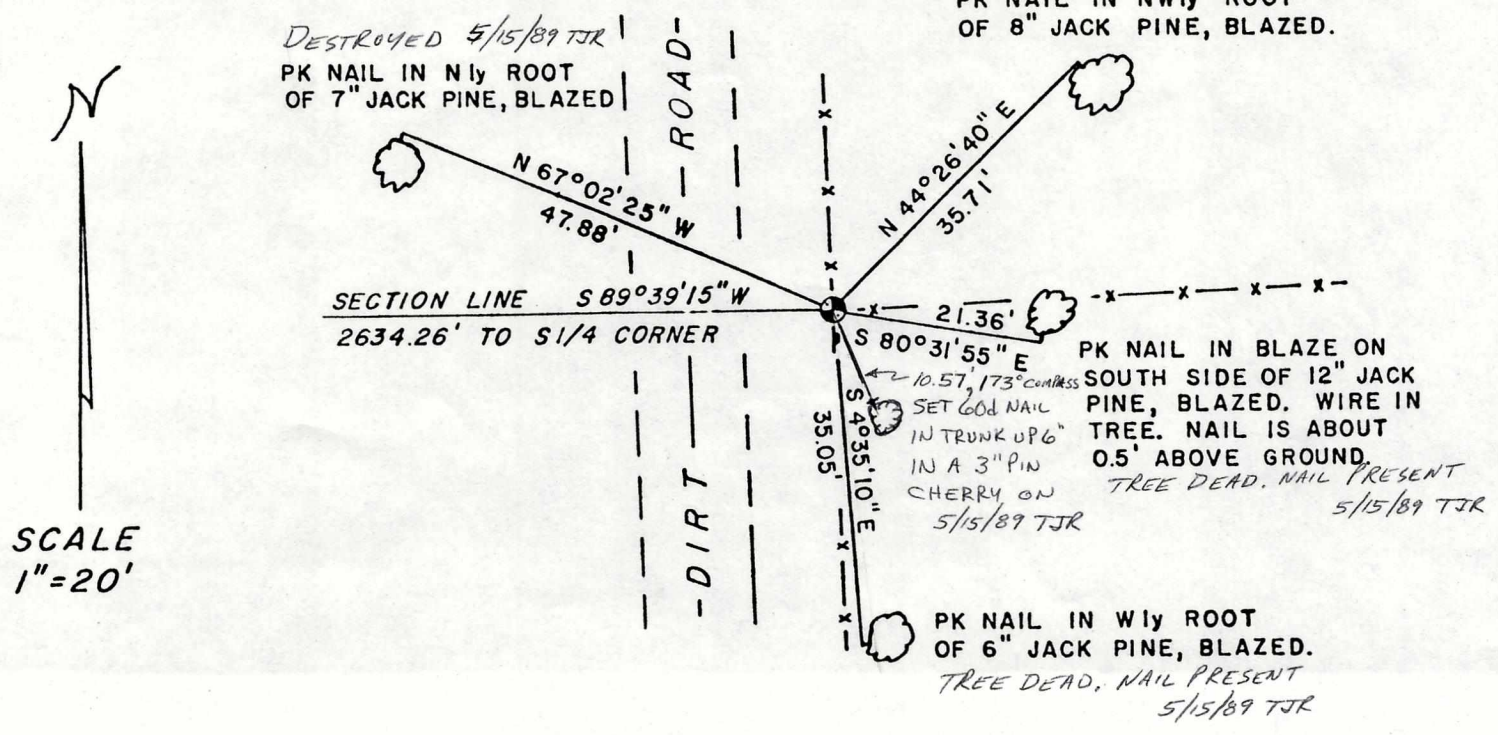 PK NAIL IN NWly ROOT
OF 8" JACK PINE, BLAZED.
DESTROYED 5/15/89 TJR
PK NAIL IN Nly ROOT
OF 7" JACK PINE, BLAZED
-ROAD-
N
N 67°02'25" W
47.88'
N 44°26'40" E
35.71'
SECTION LINE S 89°39'15" W
2634.26' TO S 1/4 CORNER
21.36'
S 80°31'55" E
PK NAIL IN BLAZE ON
SOUTH SIDE OF 12" JACK
PINE, BLAZED. WIRE IN
TREE. NAIL IS ABOUT
0.5' ABOVE GROUND.
TREE DEAD. NAIL PRESENT
5/15/89 TJR
10.57', 173° COMPASS
SET 60d NAIL
IN TRUNK UP 6"
IN A 3" PIN
CHERRY ON
5/15/89 TJR
S 4°35'10" E
35.05'
-DIRT
SCALE
1"=20'
PK NAIL IN Wly ROOT
OF 6" JACK PINE, BLAZED.
TREE DEAD, NAIL PRESENT
5/15/89 TJR